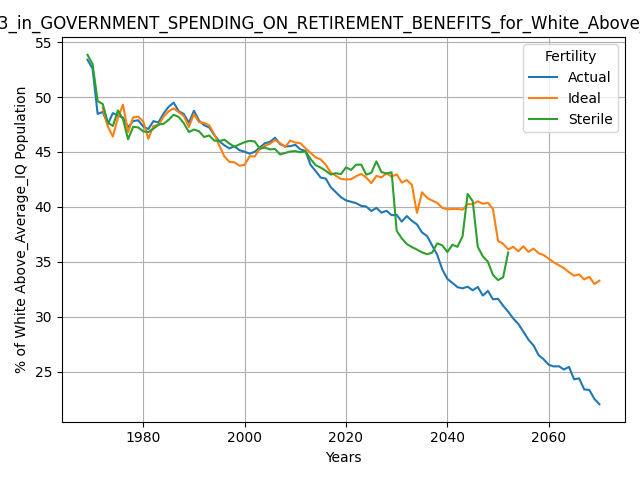 3_in_GOVERNMENT_SPENDING_ON_RETIREMENT_BENEFITS_for_White_Above_
55
50
45
40
35
30
25
% of White Above_Average_IQ Population
1980
2000
2020
2040
2060
Years
Fertility
Actual
Ideal
Sterile